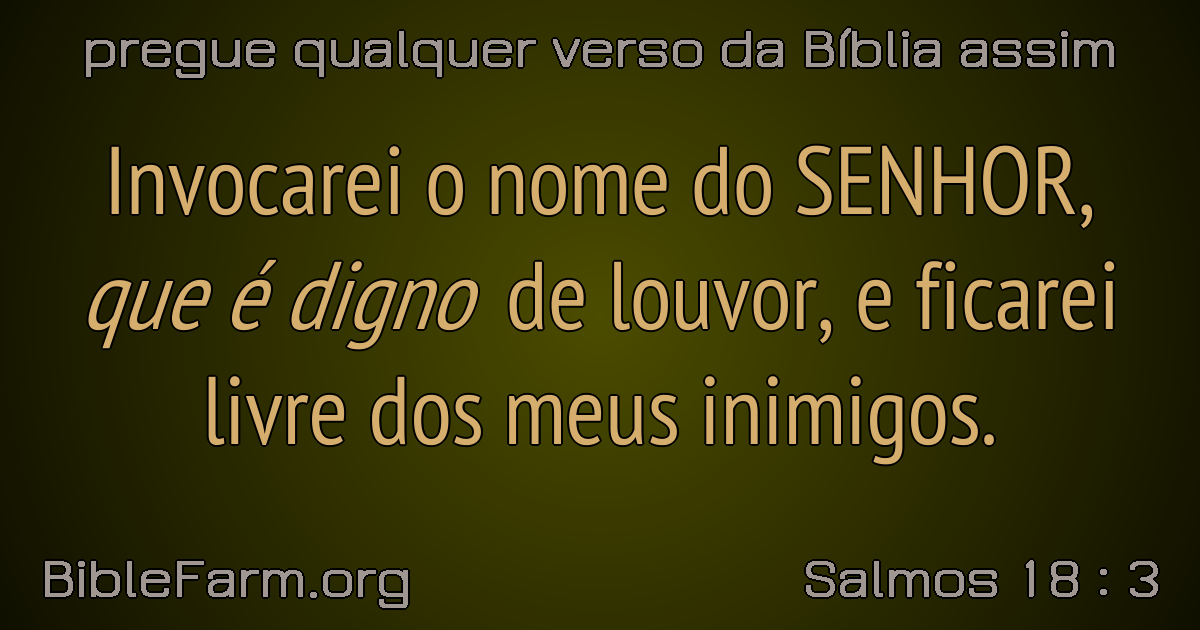 pregue qualquer verso da Bíblia assim
Invocarei o nome do SENHOR,
que é digno de louvor, e ficarei
livre dos meus inimigos.
BibleFarm.org
Salmos 18 : 3